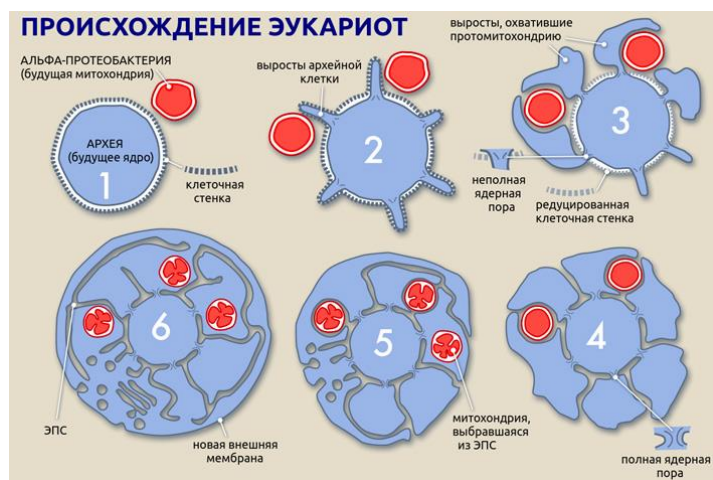 ПРОИСХОЖДЕНИЕ ЭУКАРИОТ
АЛЬФА-ПРОТЕОБАКТЕРИЯ
(будущая митохондрия)
АРХЕЯ
(будущее ядро)
1
клеточная
стенка
выросты архейной
клетки
2
выросты, охватившие
протомитохондрию
3
неполная
ядерная
пора
редуцированная
клеточная стенка
6
ЭПС
новая внешняя
мембрана
5
митохондрия,
выбравшаяся
из ЭПС
4
полная ядерная
пора